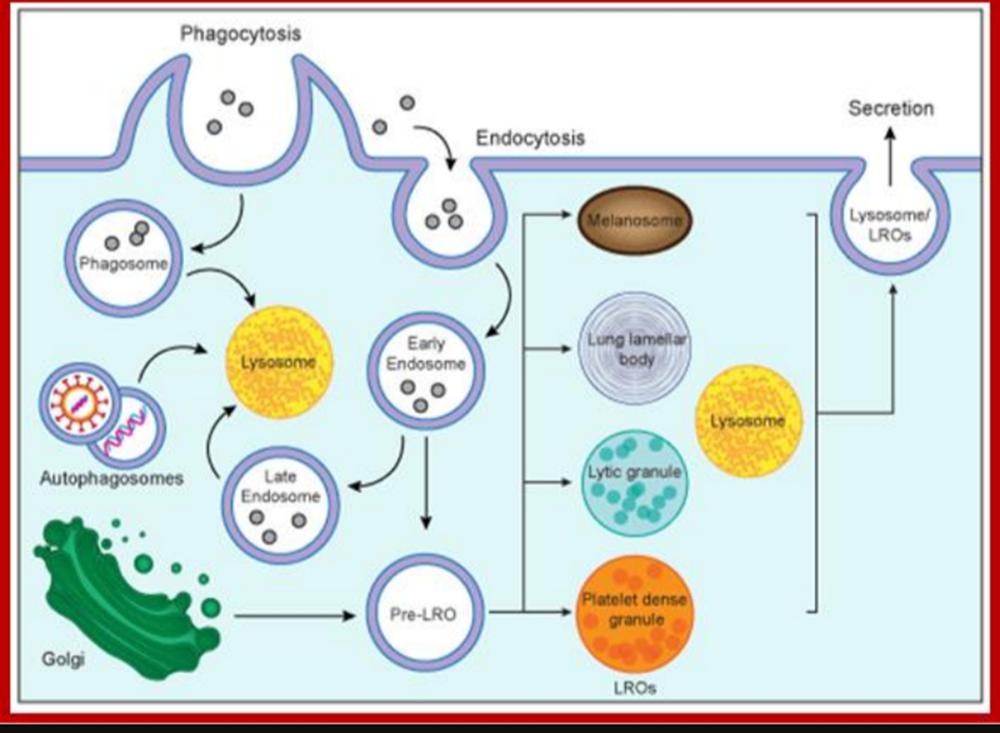 Phagocytosis
Secretion
Endocytosis
Lysosome/
LROs
Melanosome
Phagosome
Lung lamellar
body
Early
Endosome
Lysosome
Lysosome
Autophagosomes
Late
Endosome
Lytic granule
Platelet dense
granule
Pre-LRO
Golgi
LROs